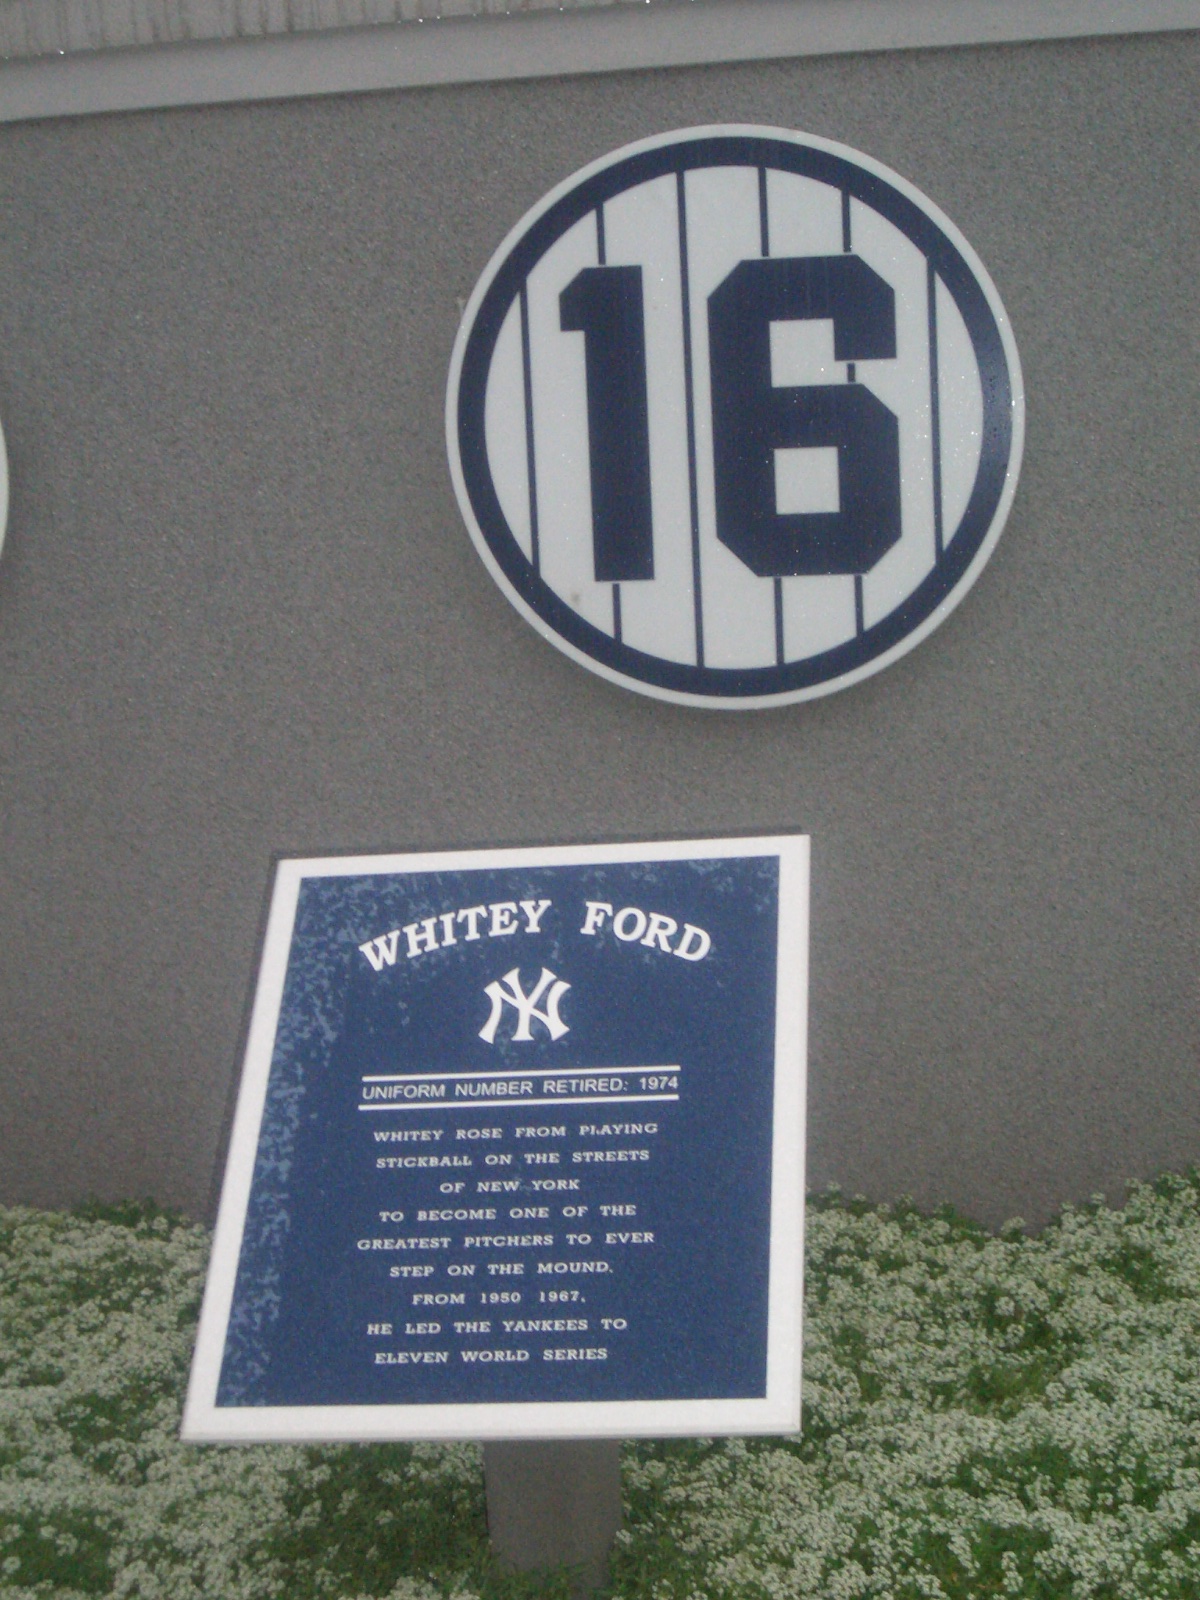 16
WHITEY FORD
NY
UNIFORM NUMBER RETIRED: 1974
WHITEY ROSE FROM PLAYING
STICKBALL ON THE STREETS
OF NEW YORK
TO BECOME ONE OF THE
GREATEST PITCHERS TO EVER
STEP ON THE MOUND.
FROM 1950 1967,
HE LED THE YANKEES TO
ELEVEN WORLD SERIES